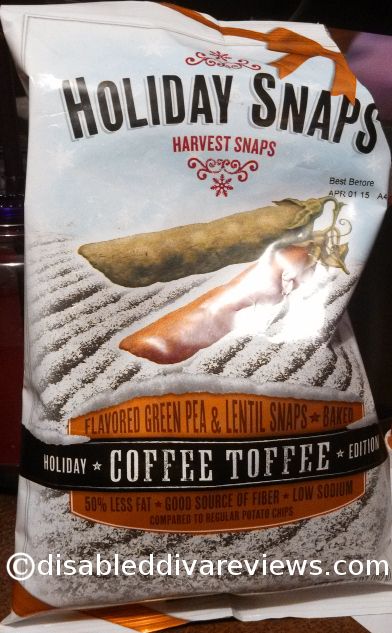 HOLIDAY SNAPS
HARVEST SNAPS
Best Before
APR 01 15 A4
FLAVORED GREEN PEA & LENTIL SNAPS ★ BAKED
HOLIDAY ★ COFFEE TOFFEE ★ EDITION
50% LESS FAT ★ GOOD SOURCE OF FIBER ★ LOW SODIUM
COMPARED TO REGULAR POTATO CHIPS
©disableddivareviews.com